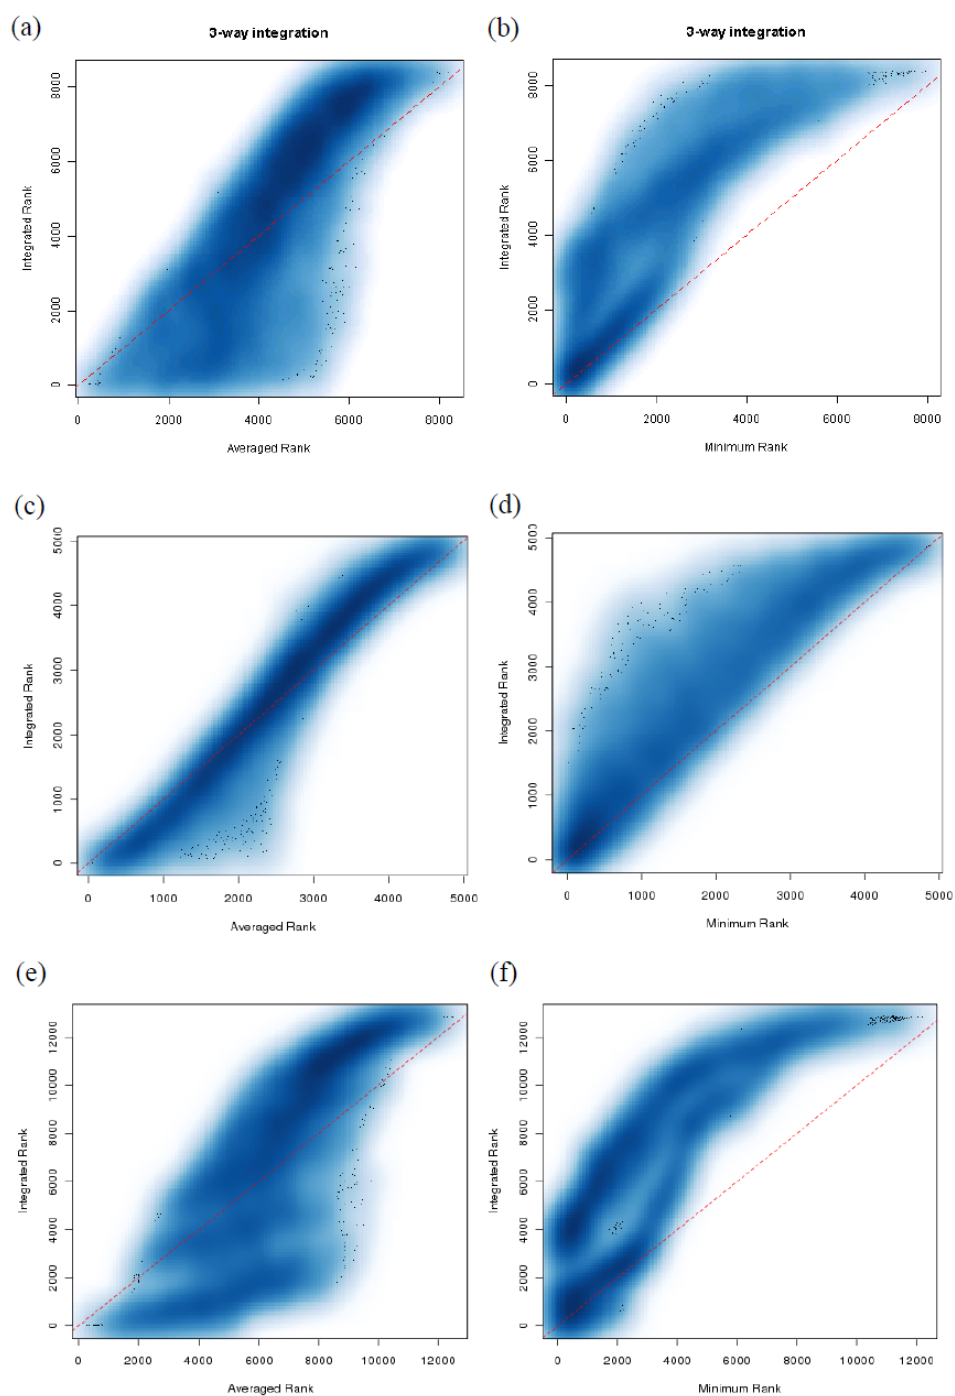 (a)
3-way integration
8000
6000
4000
2000
0
Integrated Rank
0 2000 4000 6000 8000
Averaged Rank
(b)
3-way integration
8000
6000
4000
2000
0
Integrated Rank
0 2000 4000 6000 8000
Minimum Rank
(c)
5000
4000
3000
2000
1000
0
Integrated Rank
0 1000 2000 3000 4000 5000
Averaged Rank
(d)
5000
4000
3000
2000
1000
0
Integrated Rank
0 1000 2000 3000 4000 5000
Minimum Rank
(e)
12000
10000
8000
6000
4000
2000
0
Integrated Rank
0 2000 4000 6000 8000 10000 12000
Averaged Rank
(f)
12000
10000
8000
6000
4000
2000
0
Integrated Rank
0 2000 4000 6000 8000 10000 12000
Minimum Rank